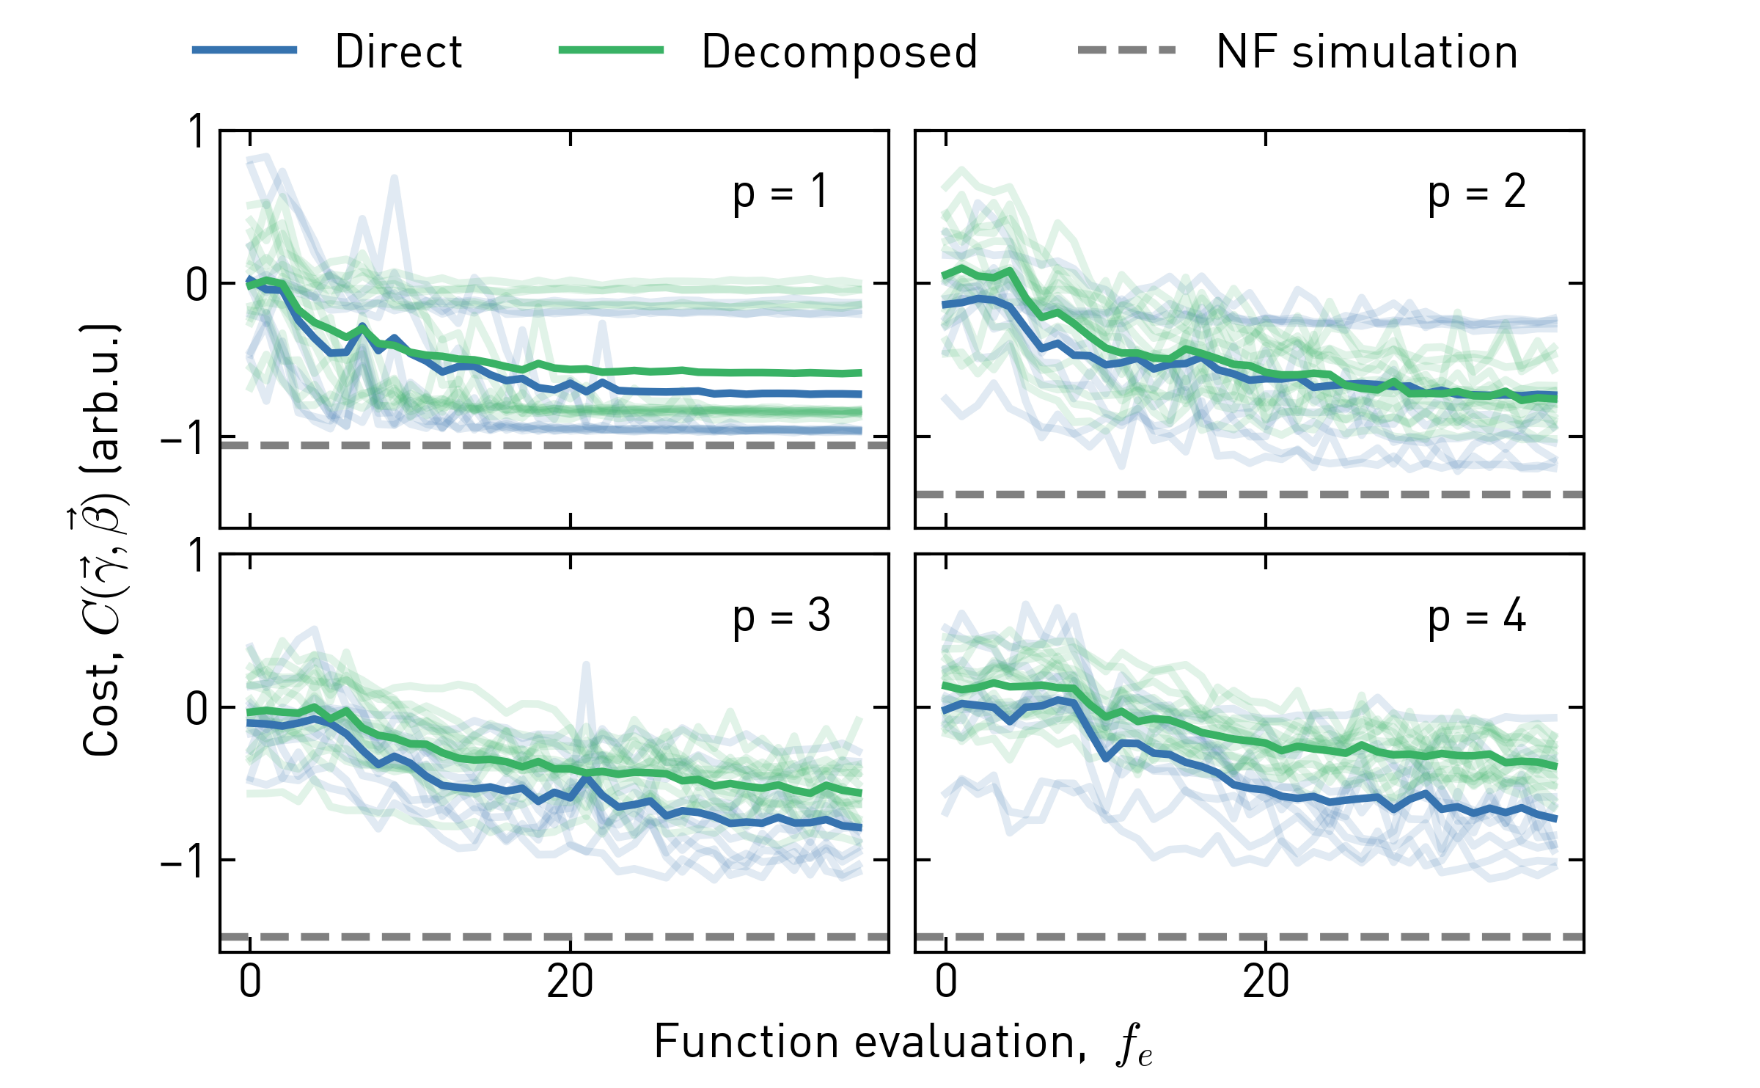 Direct Decomposed NF simulation
1
0
−1
p = 1
p = 2
1
0
−1
p = 3
p = 4
0 20 0 20
Cost, C(γ⃗, β⃗) (arb.u.)
Function evaluation, fₑ